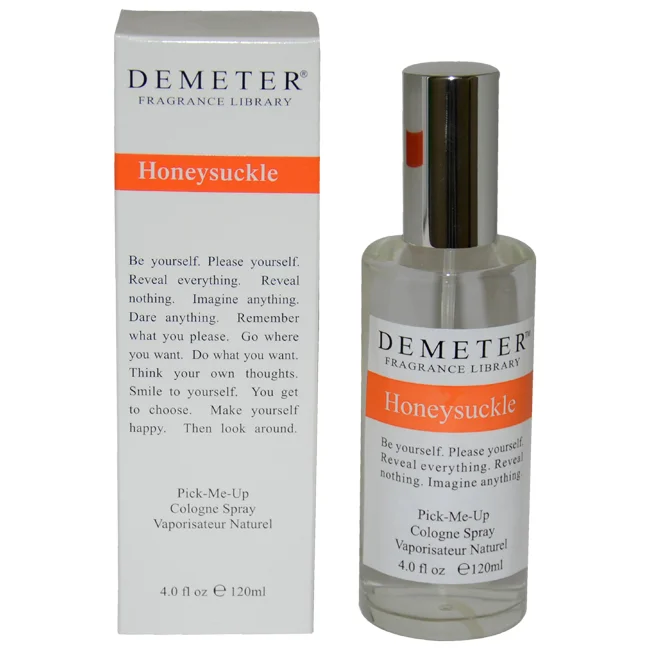 DEMETER®
FRAGRANCE LIBRARY
Honeysuckle
Be yourself. Please yourself.
Reveal everything. Reveal
nothing. Imagine anything.
Dare anything. Remember
what you please. Go where
you want. Do what you want.
Think your own thoughts.
Smile to yourself. You get
to choose. Make yourself
happy. Then look around.
Pick-Me-Up
Cologne Spray
Vaporisateur Naturel
4.0 fl oz ℮ 120ml
DEMETER™
FRAGRANCE LIBRARY
Honeysuckle
Be yourself. Please yourself.
Reveal everything. Reveal
nothing. Imagine anything.
Pick-Me-Up
Cologne Spray
Vaporisateur Naturel
4.0 fl oz ℮120ml